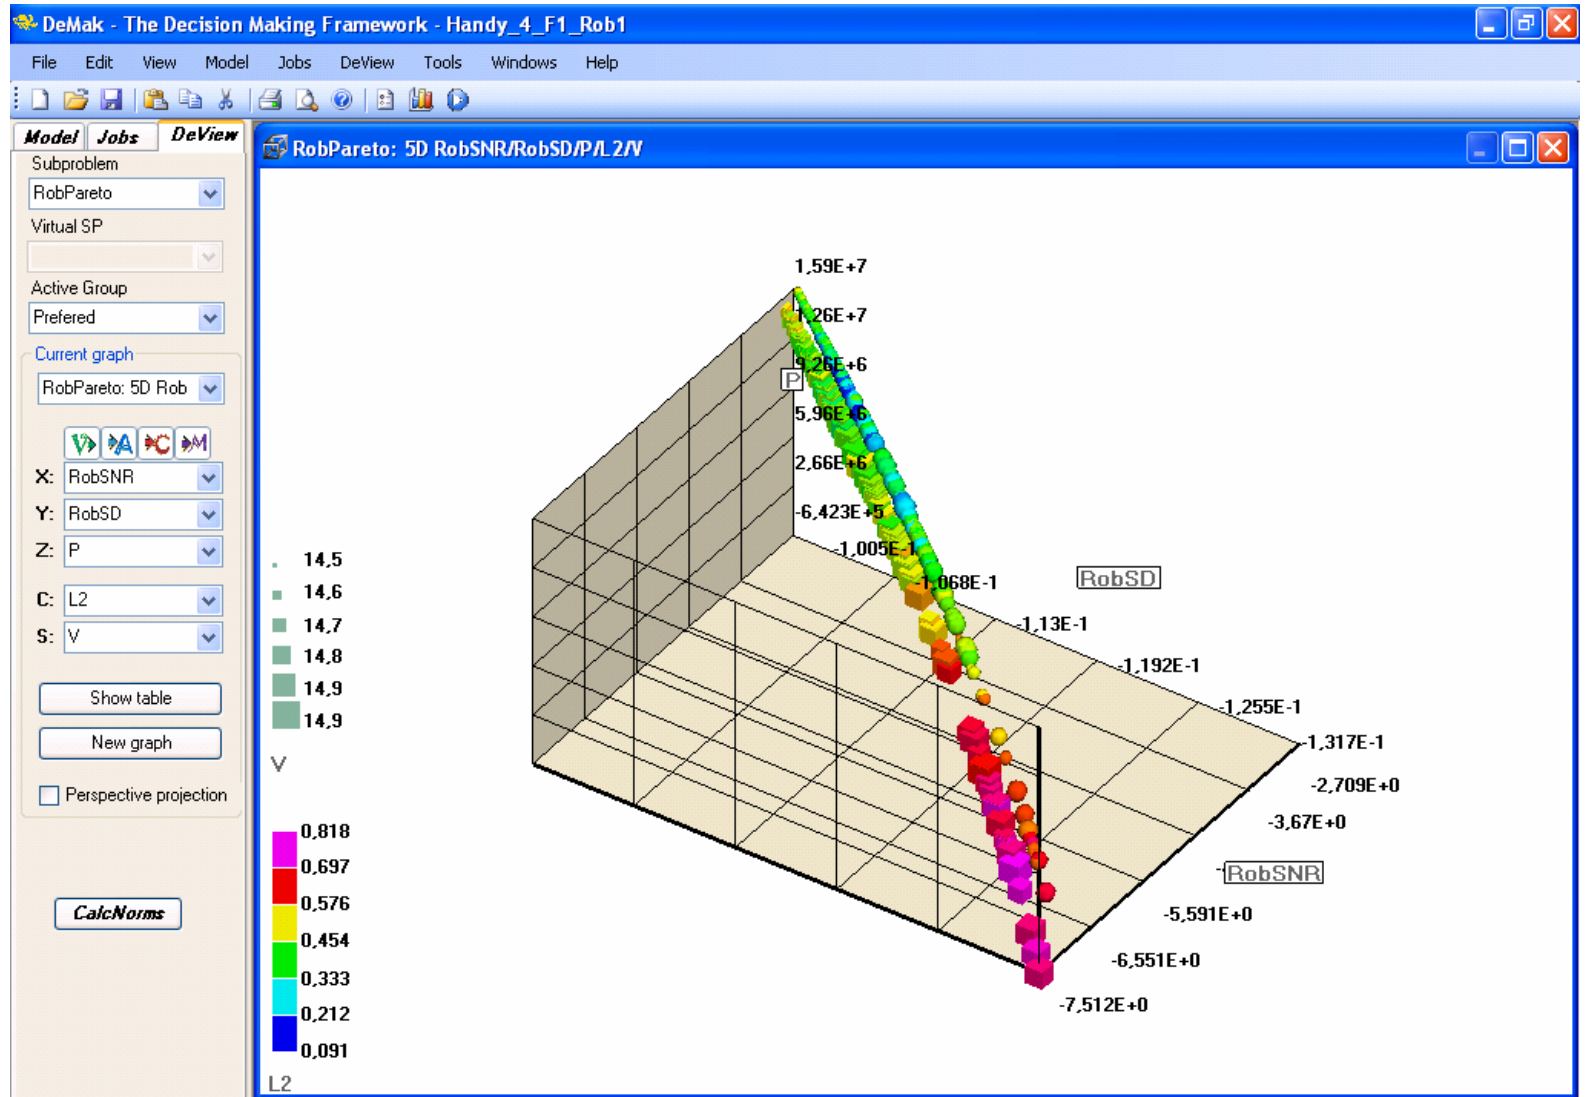 DeMak - The Decision Making Framework - Handy_4_F1_Rob1
File Edit View Model Jobs DeView Tools Windows Help
Model Jobs DeView
Subproblem
RobPareto
Virtual SP
Active Group
Prefered
Current graph
RobPareto: 5D Rob
V A C M
X: RobSNR
Y: RobSD
Z: P
C: L2
S: V
Show table
New graph
Perspective projection
CalcNorms
RobPareto: 5D RobSNR/RobSD/P/L2/V
1,59E+7
1,26E+7
9,26E+6
P
5,96E+6
2,66E+6
-6,423E+5
-1,005E-1
-1,068E-1
RobSD
-1,13E-1
-1,192E-1
-1,255E-1
-1,317E-1
-2,709E+0
-3,67E+0
RobSNR
-5,591E+0
-6,551E+0
-7,512E+0
14,5
14,6
14,7
14,8
14,9
14,9
V
0,818
0,697
0,576
0,454
0,333
0,212
0,091
L2